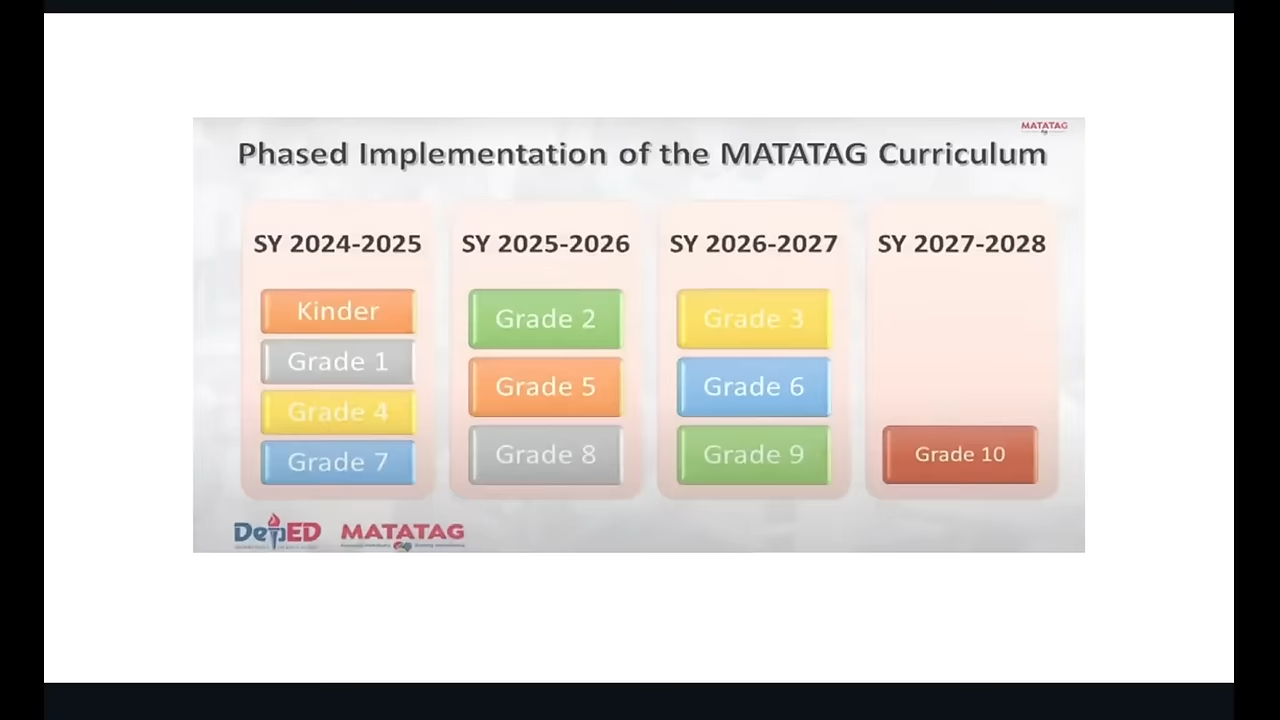 MATATAG
Phased Implementation of the MATATAG Curriculum
SY 2024-2025
Kinder
Grade 1
Grade 4
Grade 7
SY 2025-2026
Grade 2
Grade 5
Grade 8
SY 2026-2027
Grade 3
Grade 6
Grade 9
SY 2027-2028
Grade 10
DepED
MATATAG